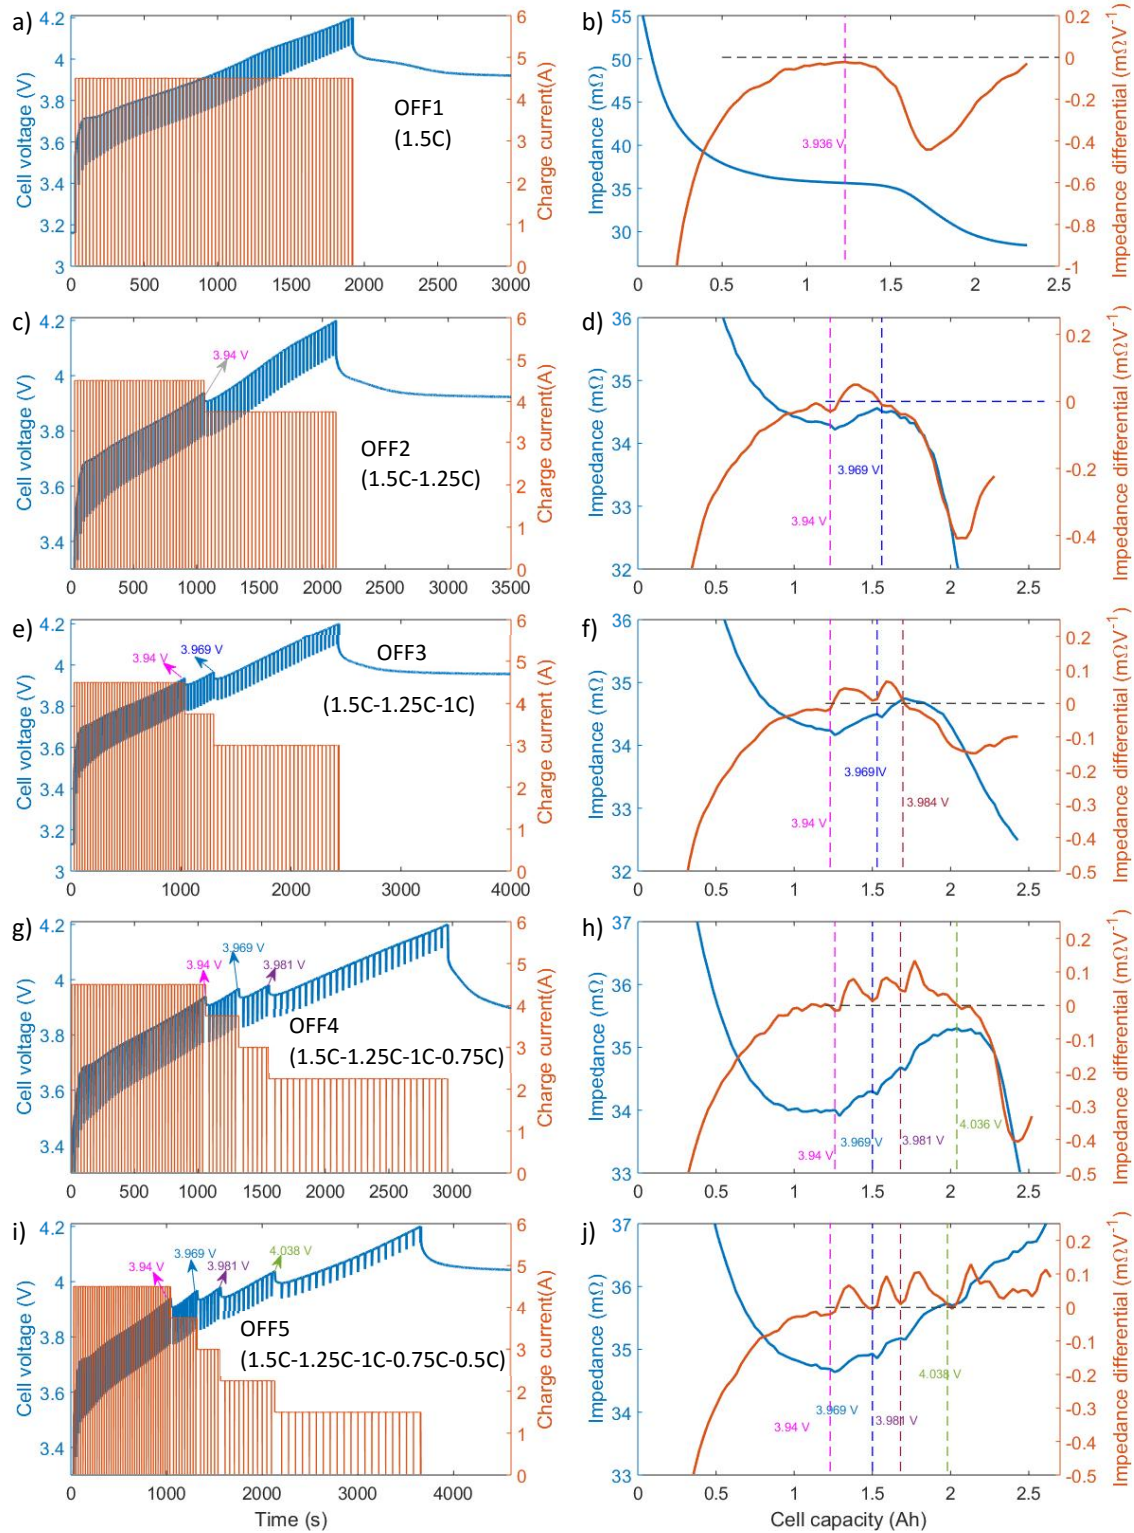 a)
4.2
4
3.8
3.6
3.4
3.2
3
Cell voltage (V)
OFF1
(1.5C)
6
5
4
3
2
1
0
Charge current(A)
0 500 1000 1500 2000 2500 3000
b)
55
50
45
40
35
30
Impedance (mΩ)
3.936 V
0.2
0
-0.2
-0.4
-0.6
-0.8
-1
Impedance differential (mΩV⁻¹)
0 0.5 1 1.5 2 2.5
c)
4.2
4
3.8
3.6
3.4
Cell voltage (V)
3.94 V
OFF2
(1.5C-1.25C)
6
5
4
3
2
1
0
Charge current(A)
0 500 1000 1500 2000 2500 3000 3500
d)
36
35
34
33
32
Impedance (mΩ)
3.969 V
3.94 V
0.2
0
-0.2
-0.4
Impedance differential (mΩV⁻¹)
0 0.5 1 1.5 2 2.5
e)
4.2
4
3.8
3.6
3.4
3.2
3
Cell voltage (V)
3.94 V
3.969 V
OFF3
(1.5C-1.25C-1C)
6
5
4
3
2
1
0
Charge current (A)
0 1000 2000 3000 4000
f)
36
35
34
33
32
Impedance (mΩ)
3.969 V
3.984 V
3.94 V
0.2
0.1
0
-0.1
-0.2
-0.3
-0.4
-0.5
Impedance differential (mΩV⁻¹)
0 0.5 1 1.5 2 2.5
g)
4.2
4
3.8
3.6
3.4
Cell voltage (V)
3.94 V
3.969 V
3.981 V
OFF4
(1.5C-1.25C-1C-0.75C)
6
5
4
3
2
1
0
Charge current(A)
0 500 1000 1500 2000 2500 3000
h)
37
36
35
34
33
Impedance (mΩ)
3.94 V
3.969 V
3.981 V
4.036 V
0.2
0.1
0
-0.1
-0.2
-0.3
-0.4
-0.5
Impedance differential (mΩV⁻¹)
0 0.5 1 1.5 2 2.5
i)
4.2
4
3.8
3.6
3.4
Cell voltage (V)
3.94 V
3.969 V
3.981 V
4.038 V
OFF5
(1.5C-1.25C-1C-0.75C-0.5C)
6
5
4
3
2
1
0
Charge current(A)
0 1000 2000 3000 4000
Time (s)
j)
37
36
35
34
33
Impedance (mΩ)
4.038 V
3.969 V
3.981 V
3.94 V
0.2
0.1
0
-0.1
-0.2
-0.3
-0.4
-0.5
Impedance differential (mΩV⁻¹)
0 0.5 1 1.5 2 2.5
Cell capacity (Ah)